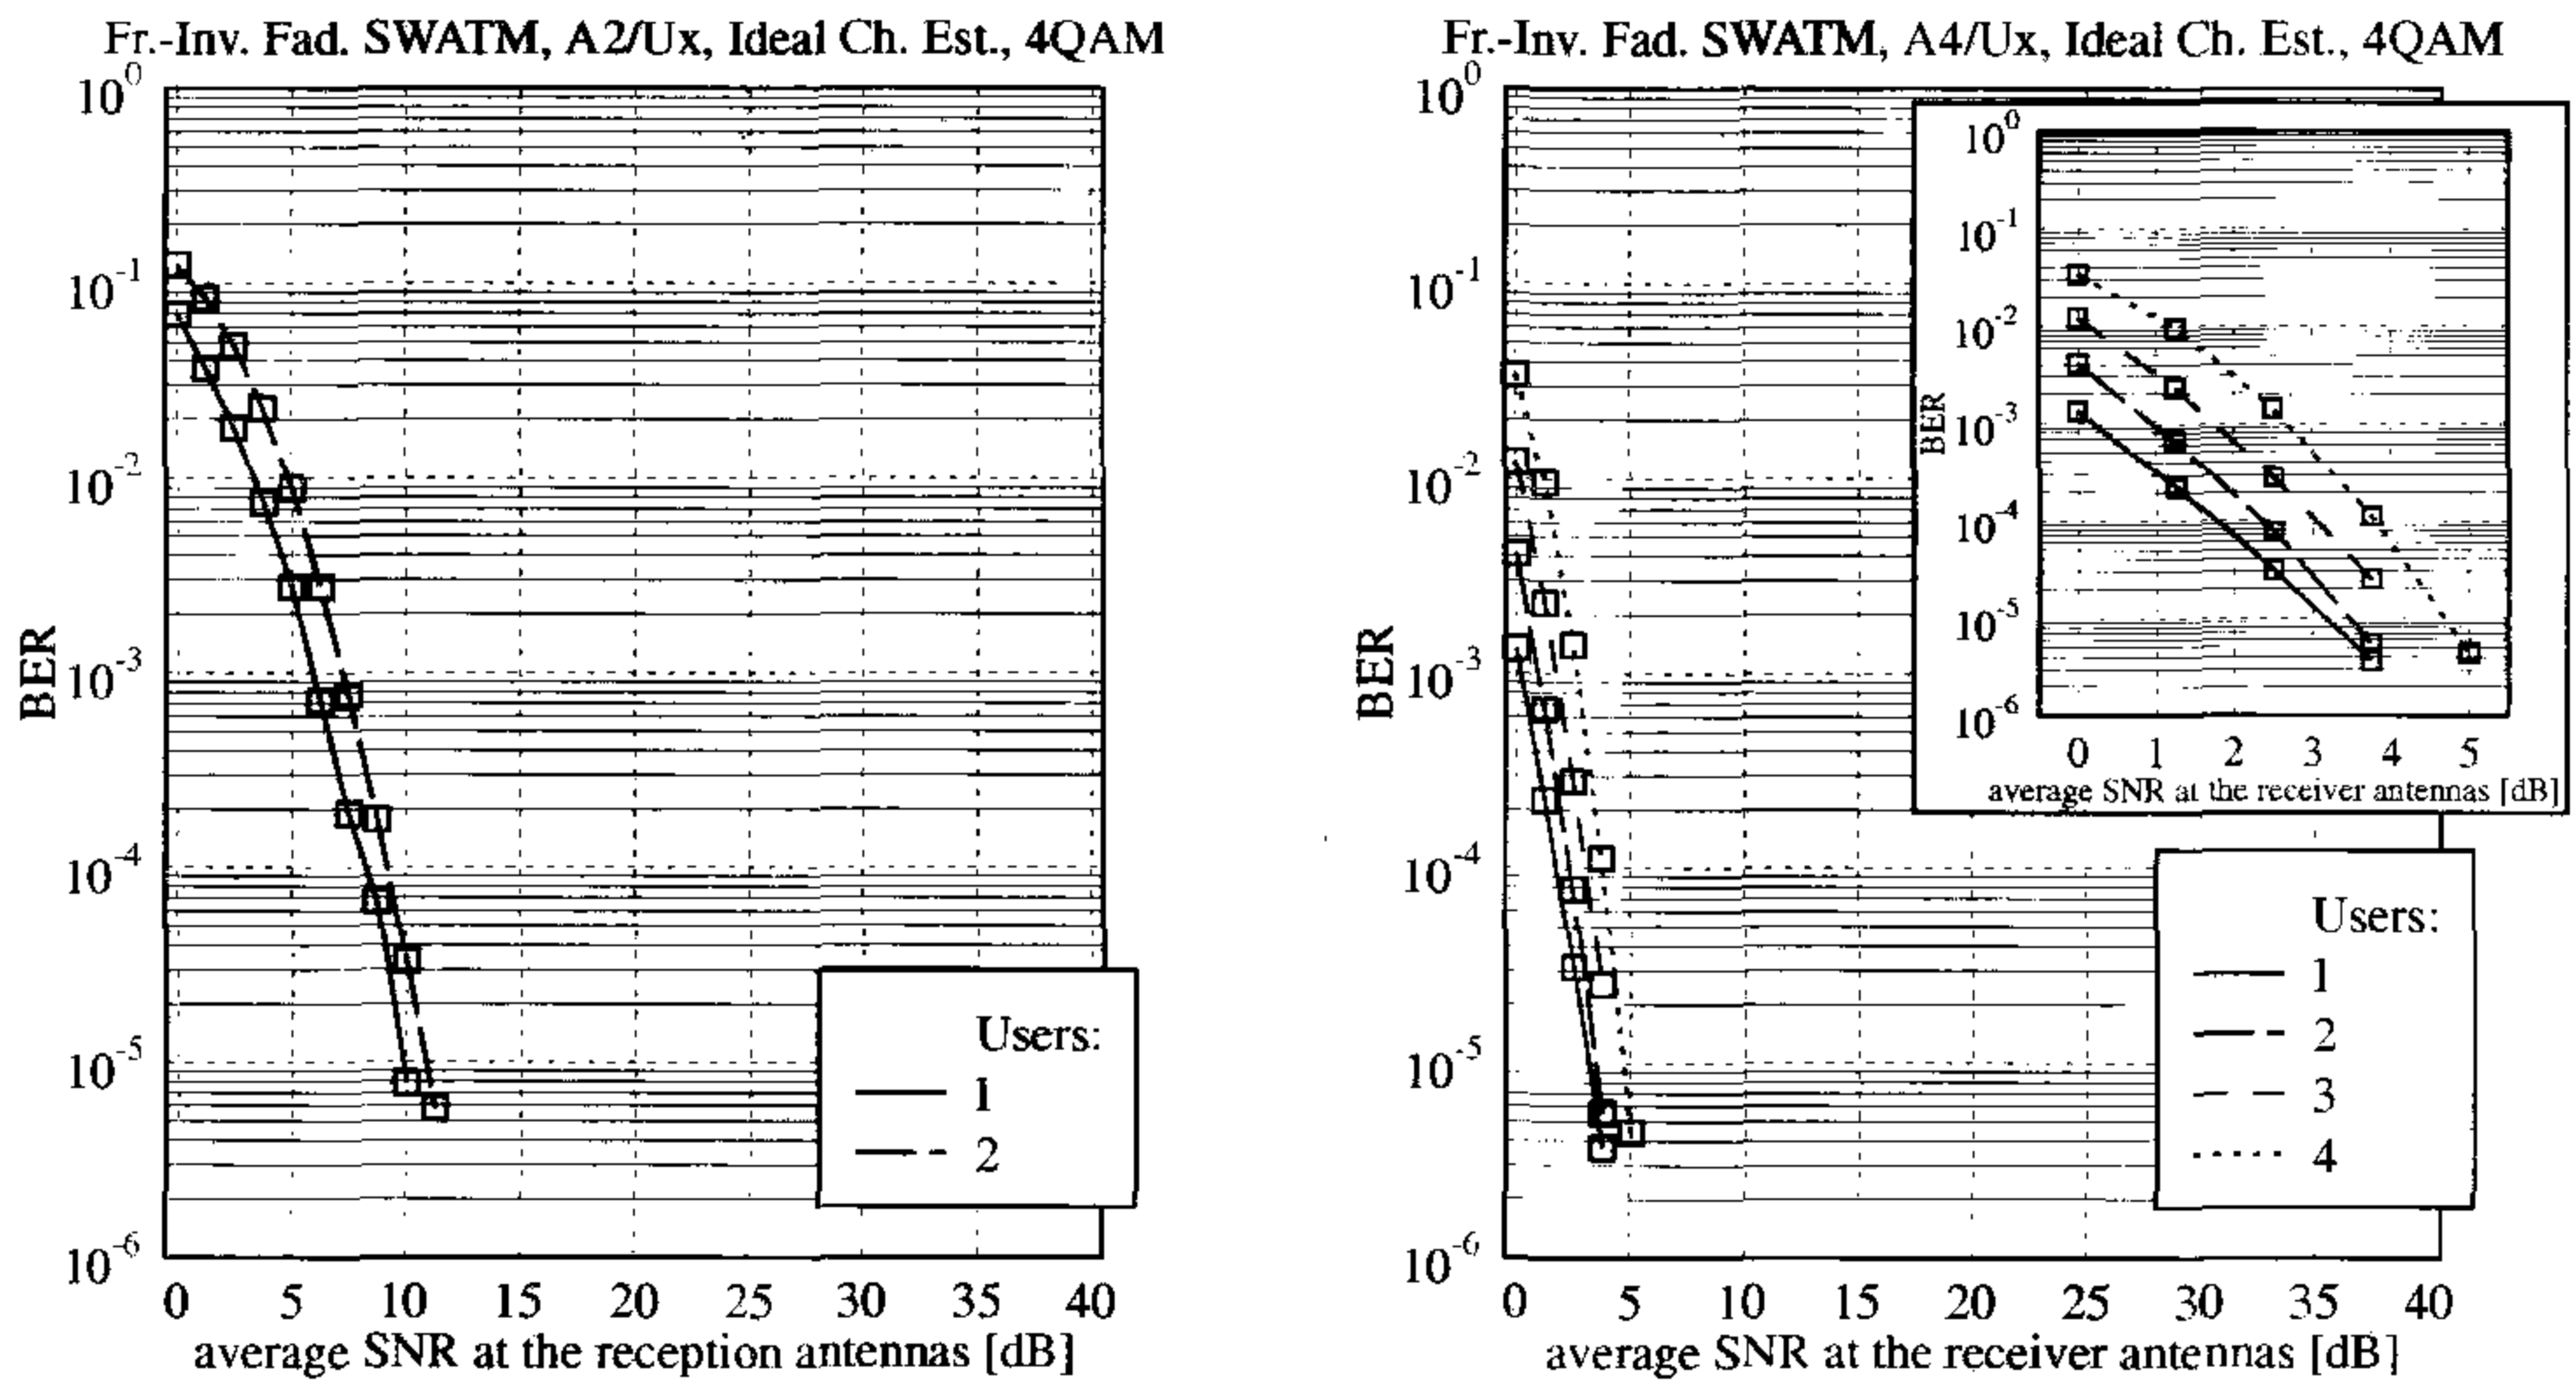 Fr.-Inv. Fad. SWATM, A2/Ux, Ideal Ch. Est., 4QAM
10^0
10^-1
10^-2
10^-3
10^-4
10^-5
10^-6
BER
0 5 10 15 20 25 30 35 40
average SNR at the reception antennas [dB]
Users:
1
2
Fr.-Inv. Fad. SWATM, A4/Ux, Ideal Ch. Est., 4QAM
10^0
10^-1
10^-2
10^-3
10^-4
10^-5
10^-6
BER
0 5 10 15 20 25 30 35 40
average SNR at the receiver antennas [dB]
10^0
10^-1
10^-2
10^-3
10^-4
10^-5
10^-6
BER
0 1 2 3 4 5
average SNR at the receiver antennas [dB]
Users:
1
2
3
4